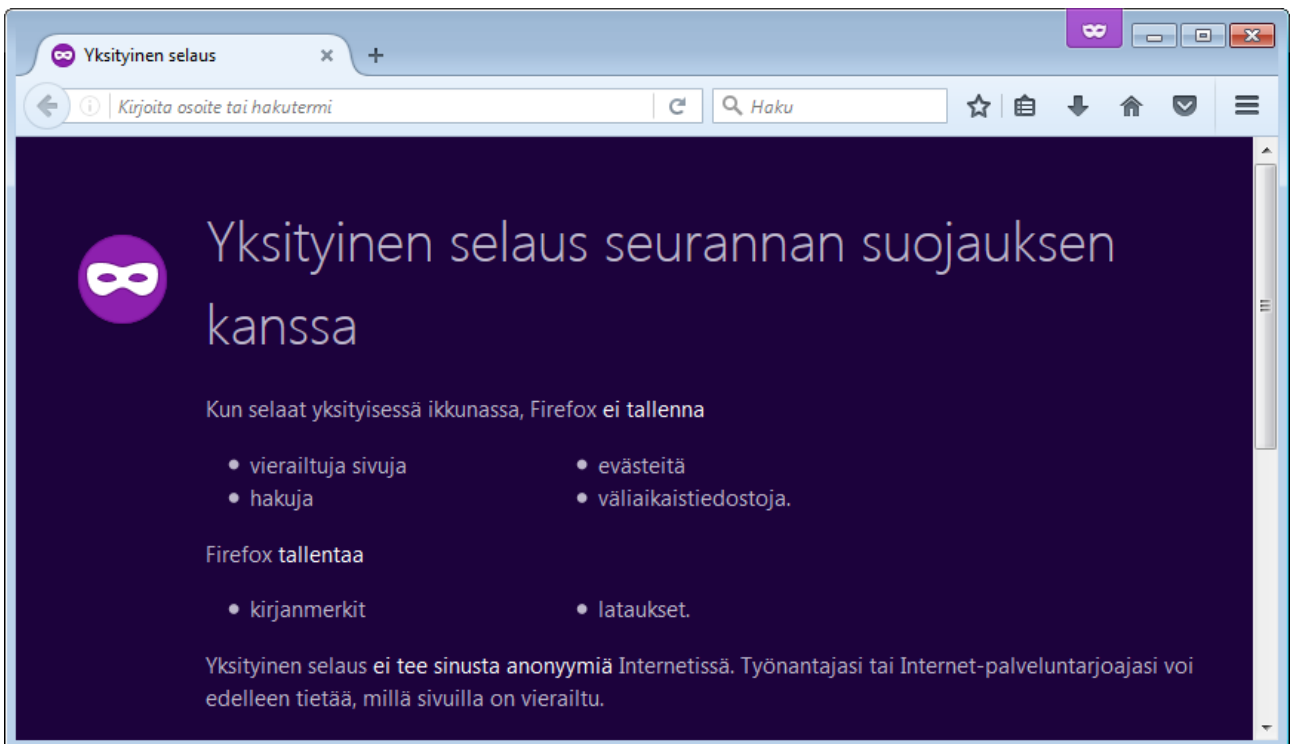 Yksityinen selaus
Kirjoita osoite tai hakutermi
Haku
Yksityinen selaus seurannan suojauksen
kanssa
Kun selaat yksityisessä ikkunassa, Firefox ei tallenna
vierailtuja sivuja
evästeitä
hakuja
väliaikaistiedostoja.
Firefox tallentaa
kirjanmerkit
lataukset.
Yksityinen selaus ei tee sinusta anonyymiä Internetissä. Työnantajasi tai Internet-palveluntarjoajasi voi
edelleen tietää, millä sivuilla on vierailtu.